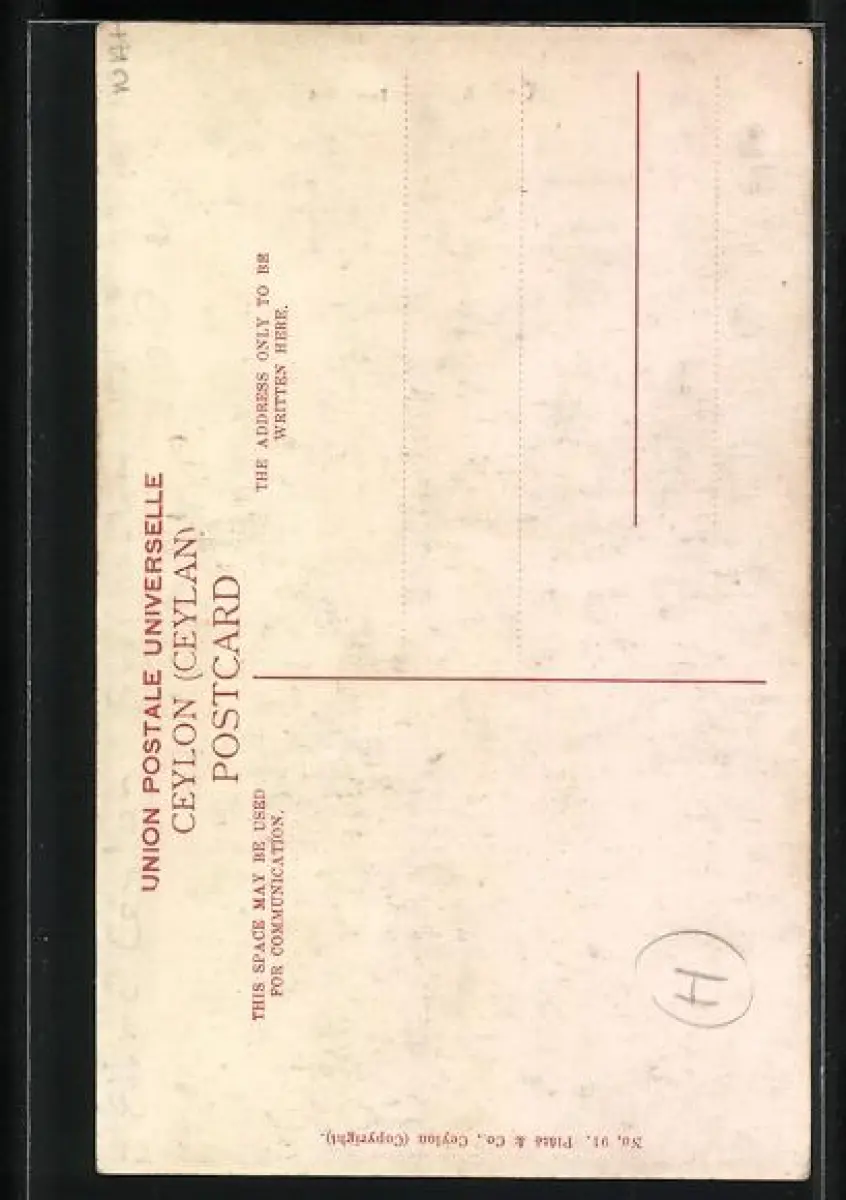 UNION POSTALE UNIVERSELLE
CEYLON (CEYLAN)
POSTCARD
THIS SPACE MAY BE USED
FOR COMMUNICATION.
THE ADDRESS ONLY TO BE
WRITTEN HERE.
H
No, 91. Plâté & Co., Ceylon (Copyright).